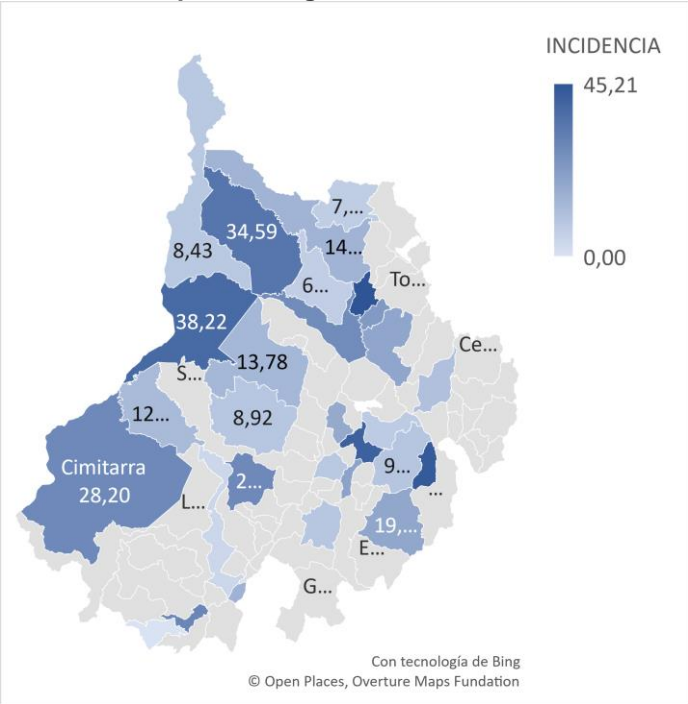 INCIDENCIA
45,21
0,00
7,...
34,59
14...
8,43
6...
To...
38,22
Ce...
13,78
S...
12...
8,92
Cimitarra
28,20
2...
9...
...
L...
19,...
E...
G...
Con tecnología de Bing
© Open Places, Overture Maps Fundation